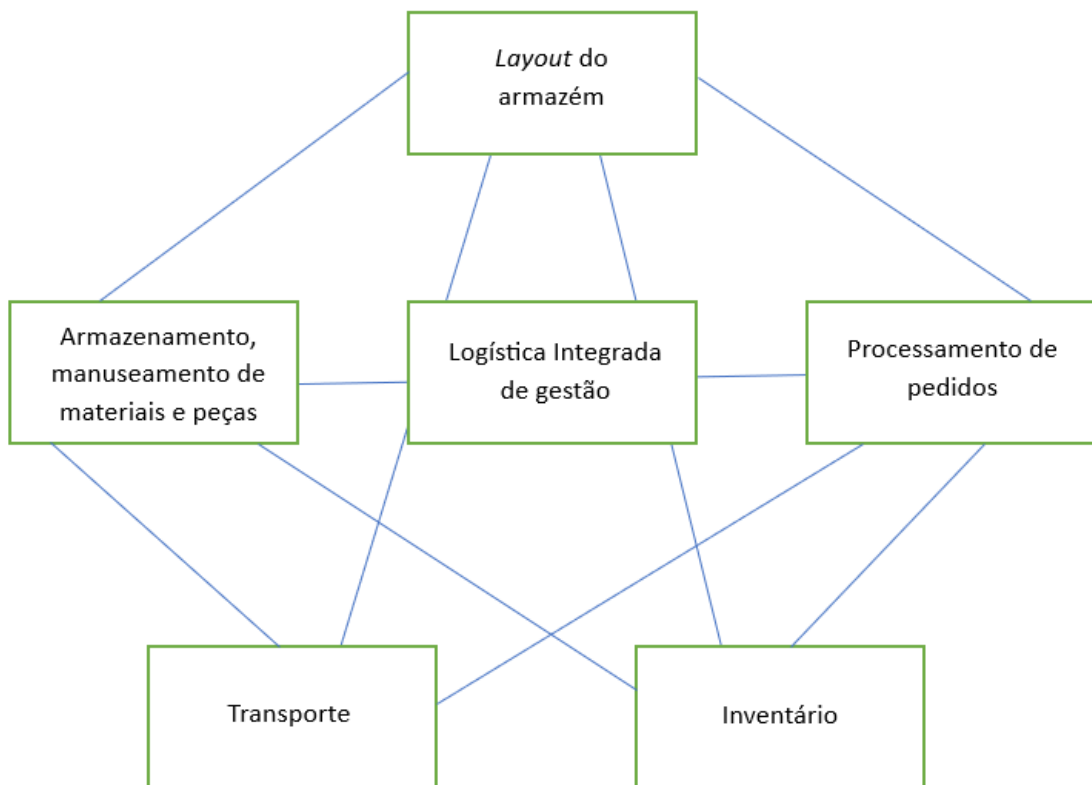 Layout do
armazém
Armazenamento,
manuseamento de
materiais e peças
Logística Integrada
de gestão
Processamento de
pedidos
Transporte
Inventário